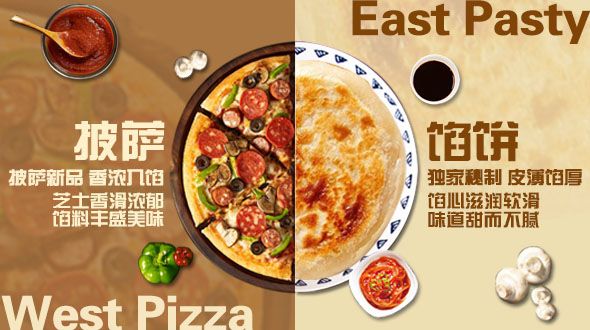 East Pasty
披萨
披萨新品 香浓入馅
芝士香滑浓郁
馅料丰盛美味
馅饼
独家秘制 皮薄馅厚
馅心滋润软滑
味道甜而不腻
West Pizza